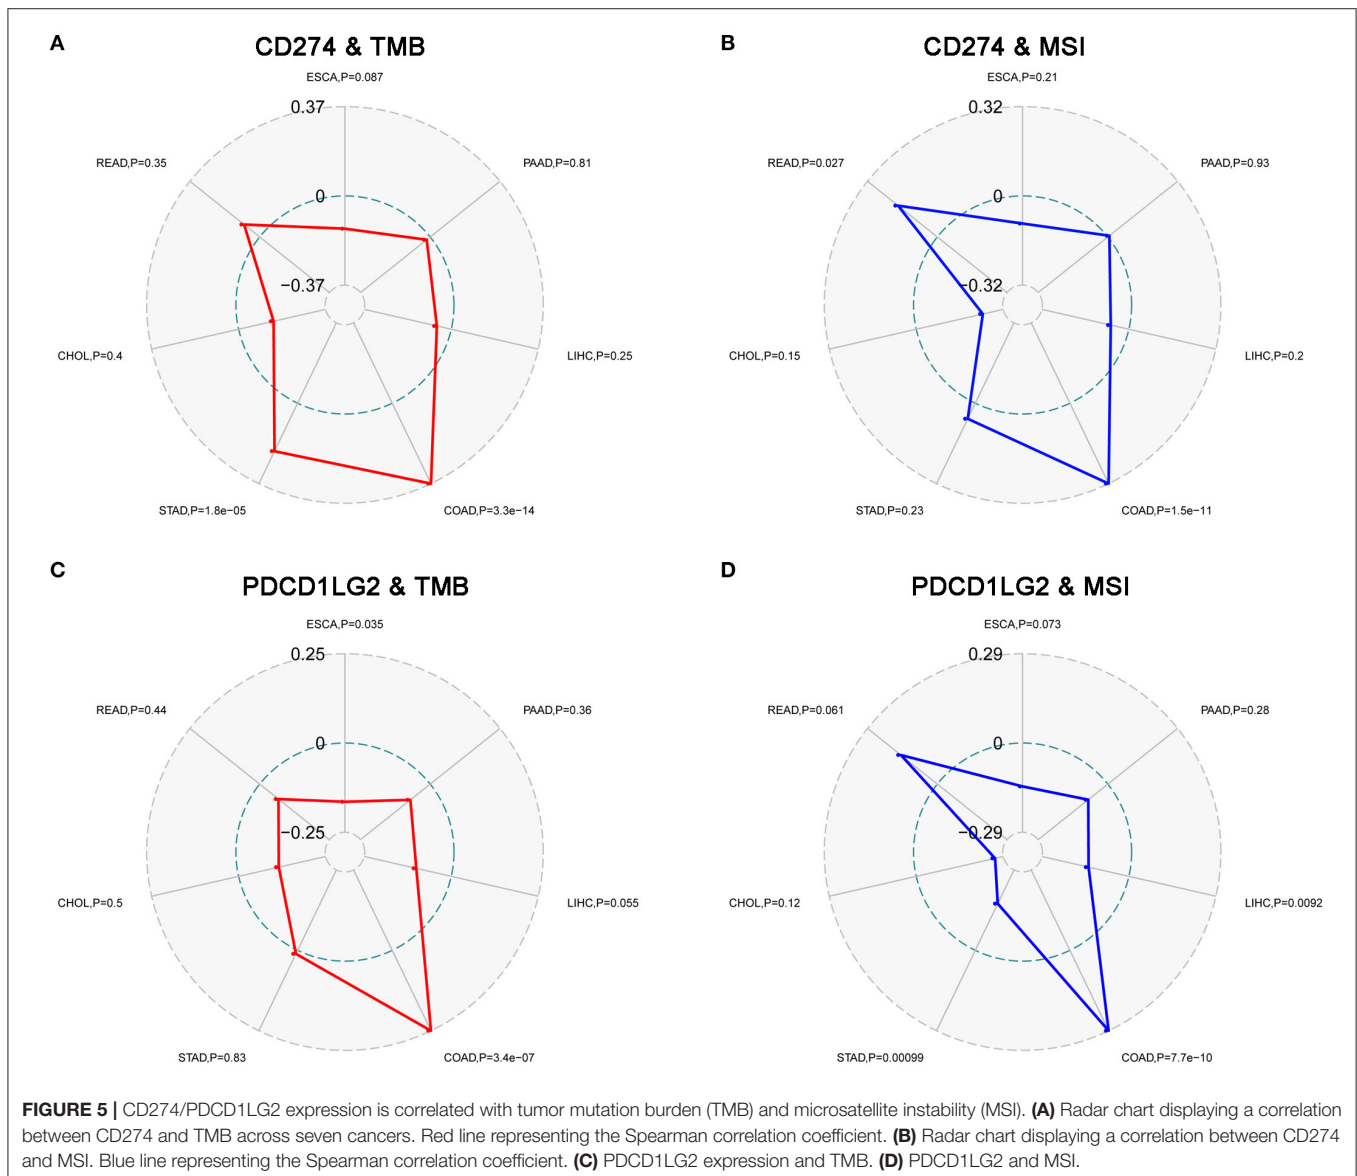 A
CD274 & TMB
ESCA,P=0.087
0.37
READ,P=0.35
PAAD,P=0.81
0
−0.37
CHOL,P=0.4
LIHC,P=0.25
STAD,P=1.8e−05
COAD,P=3.3e−14
B
CD274 & MSI
ESCA,P=0.21
0.32
READ,P=0.027
PAAD,P=0.93
0
−0.32
CHOL,P=0.15
LIHC,P=0.2
STAD,P=0.23
COAD,P=1.5e−11
C
PDCD1LG2 & TMB
ESCA,P=0.035
0.25
READ,P=0.44
PAAD,P=0.36
0
−0.25
CHOL,P=0.5
LIHC,P=0.055
STAD,P=0.83
COAD,P=3.4e−07
D
PDCD1LG2 & MSI
ESCA,P=0.073
0.29
READ,P=0.061
PAAD,P=0.28
0
−0.29
CHOL,P=0.12
LIHC,P=0.0092
STAD,P=0.00099
COAD,P=7.7e−10
FIGURE 5 | CD274/PDCD1LG2 expression is correlated with tumor mutation burden (TMB) and microsatellite instability (MSI). (A) Radar chart displaying a correlation
between CD274 and TMB across seven cancers. Red line representing the Spearman correlation coefficient. (B) Radar chart displaying a correlation between CD274
and MSI. Blue line representing the Spearman correlation coefficient. (C) PDCD1LG2 expression and TMB. (D) PDCD1LG2 and MSI.